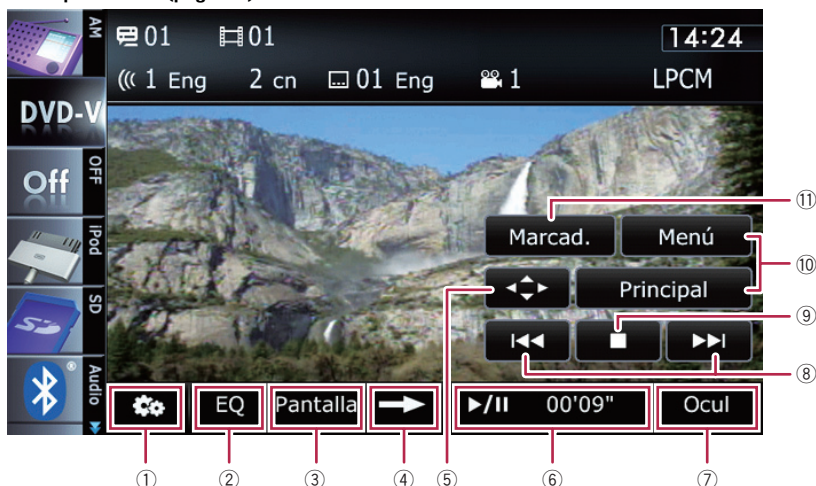 AM
01 01 14:24
1 Eng 2 cn 01 Eng 1 LPCM
DVD-V
Off OFF
iPod
SD
Audio
Marcad. Menú
Principal
EQ Pantalla 00'09" Ocul
⑪
⑩
⑨
⑧
① ② ③ ④ ⑤ ⑥ ⑦